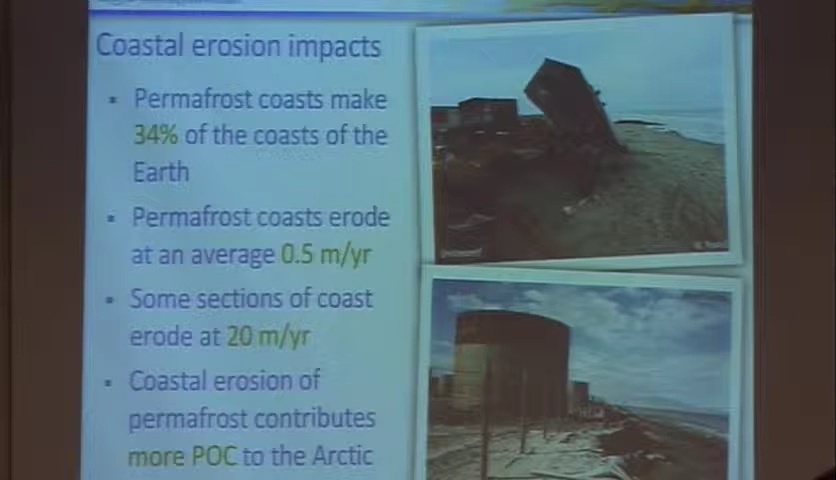 Coastal erosion impacts
▪ Permafrost coasts make
34% of the coasts of the
Earth
▪ Permafrost coasts erode
at an average 0.5 m/yr
▪ Some sections of coast
erode at 20 m/yr
▪ Coastal erosion of
permafrost contributes
more POC to the Arctic